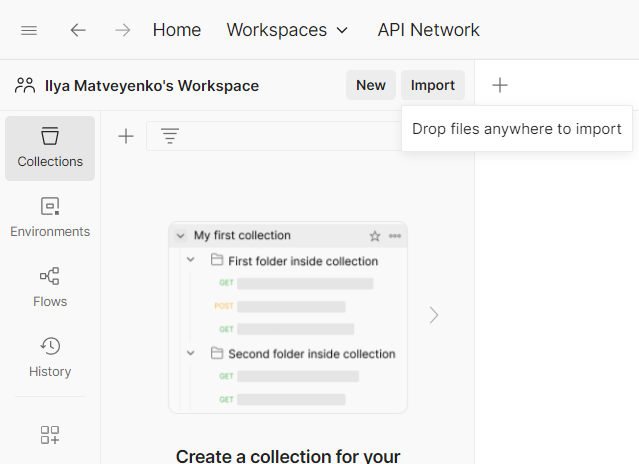 Home Workspaces API Network
Ilya Matveyenko's Workspace New Import
Drop files anywhere to import
Collections
Environments
Flows
History
My first collection
First folder inside collection
GET
POST
GET
Second folder inside collection
GET
GET
Create a collection for your